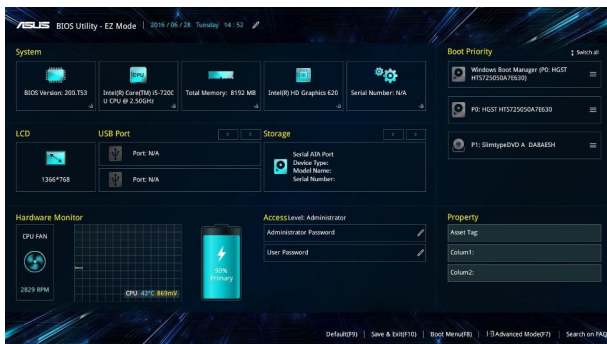 ASUS BIOS Utility - EZ Mode 2016/06/28 Tuesday 14:52
System
BIOS Version: 200.T53
Intel(R) Core(TM) i5-7200
U CPU @ 2.50GHz
Total Memory: 8192 MB
Intel(R) HD Graphics 620
Serial Number: N/A
LCD
1366*768
USB Port
Port: N/A
Port: N/A
Storage
Serial ATA Port
Device Type:
Model Name:
Serial Number:
Hardware Monitor
CPU FAN
2829 RPM
CPU 43°C 869mV
90%
Primary
Access Level: Administrator
Administrator Password
User Password
Boot Priority
Switch all
Windows Boot Manager (P0: HGST
HTS725050A7E630)
P0: HGST HTS725050A7E630
P1: SlimtypeDVD A DA8AESH
Property
Asset Tag:
Colum1:
Colum2:
Default(F9) | Save & Exit(F10) | Boot Menu(F8) | Advanced Mode(F7) | Search on FAQ